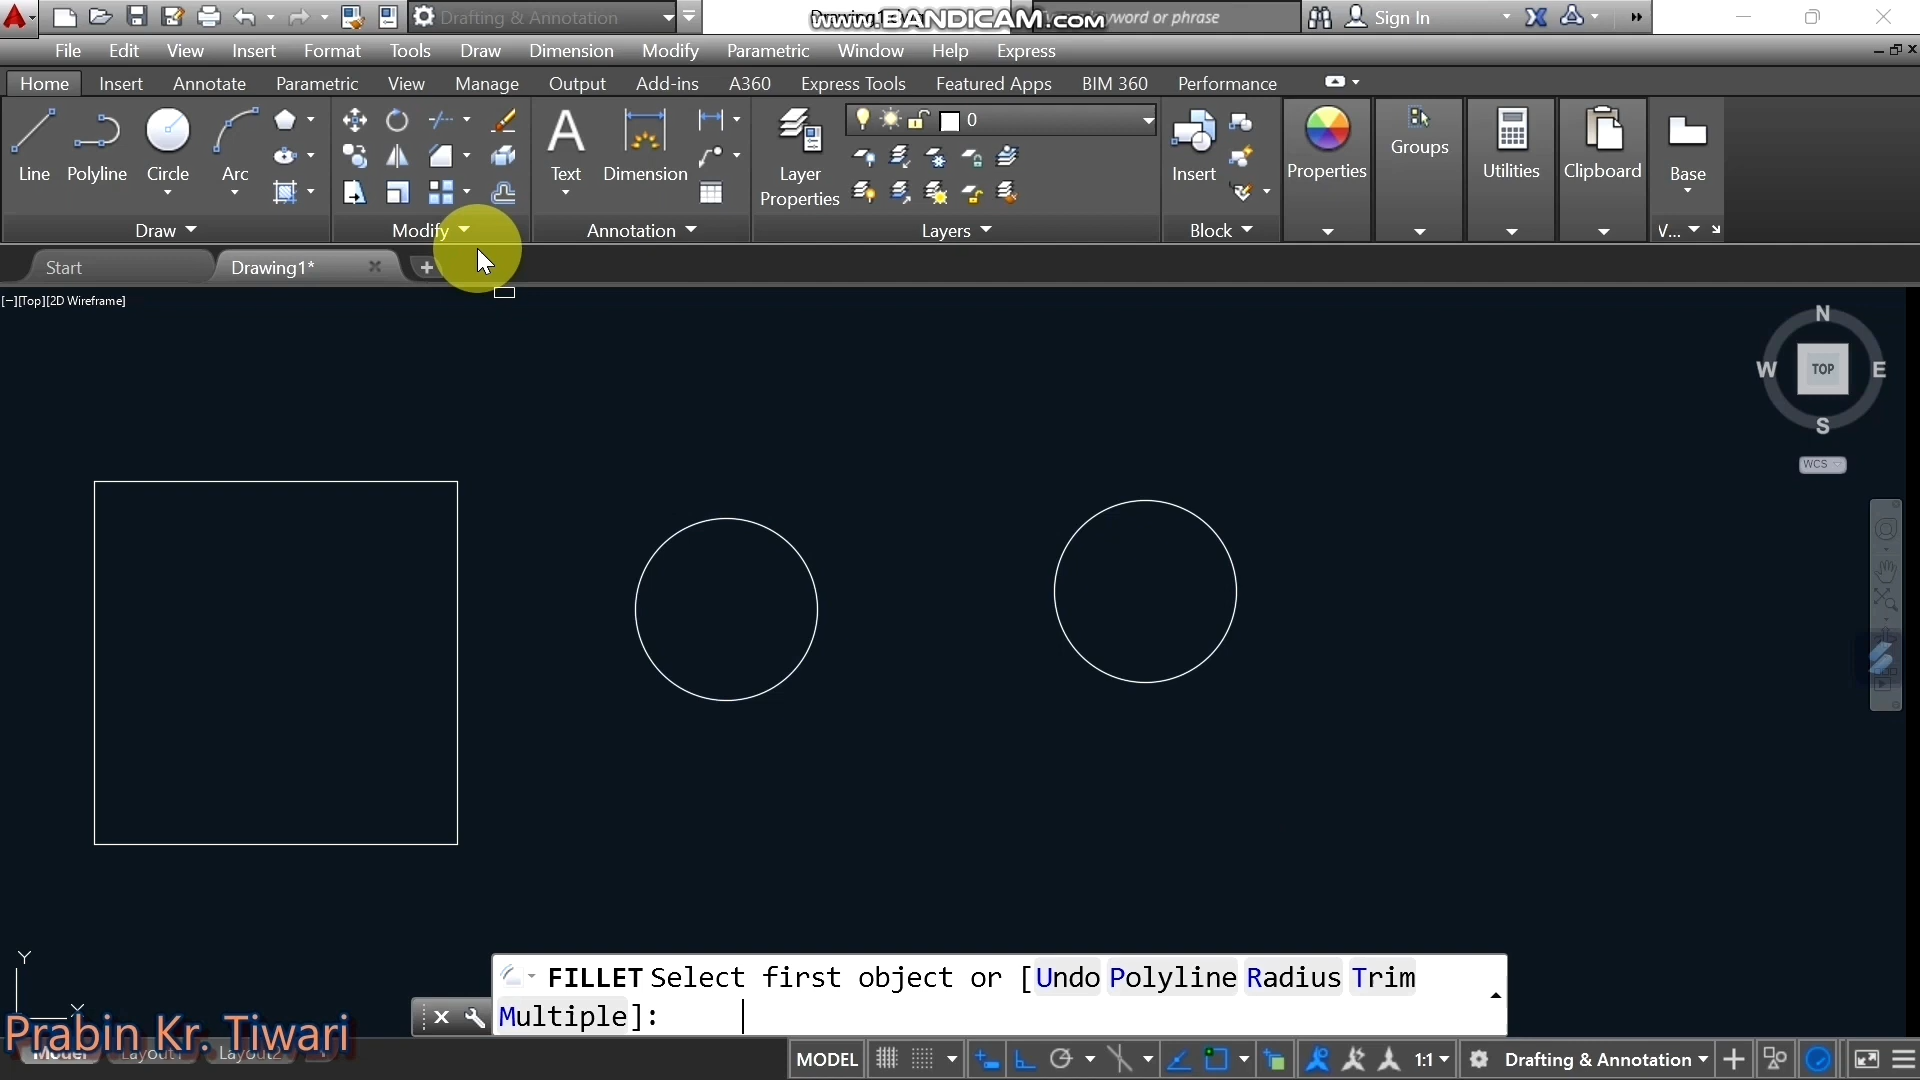 Drafting & Annotation
www.BANDICAM.com
word or phrase
Sign In
File Edit View Insert Format Tools Draw Dimension Modify Parametric Window Help Express
Home Insert Annotate Parametric View Manage Output Add-ins A360 Express Tools Featured Apps BIM 360 Performance
0
Line Polyline Circle Arc
Text Dimension
Layer Properties
Insert
Properties
Groups
Utilities
Clipboard
Base
Draw
Modify
Annotation
Layers
Block
V...
Start
Drawing1*
[−][Top][2D Wireframe]
N
W TOP E
S
WCS
Y
X
FILLET Select first object or [Undo Polyline Radius Trim
Multiple]:
Prabin Kr. Tiwari
Model Layout1 Layout2
MODEL
1:1
Drafting & Annotation